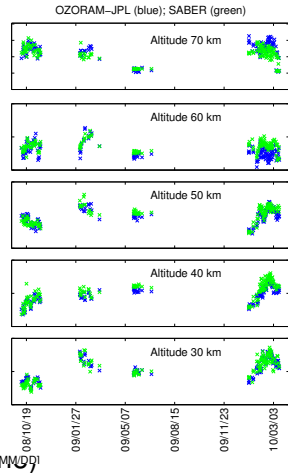 OZORAM−JPL (blue); SABER (green)
Altitude 70 km
Altitude 60 km
Altitude 50 km
Altitude 40 km
Altitude 30 km
08/10/19
09/01/27
09/05/07
09/08/15
09/11/23
10/03/03
MM/DD]